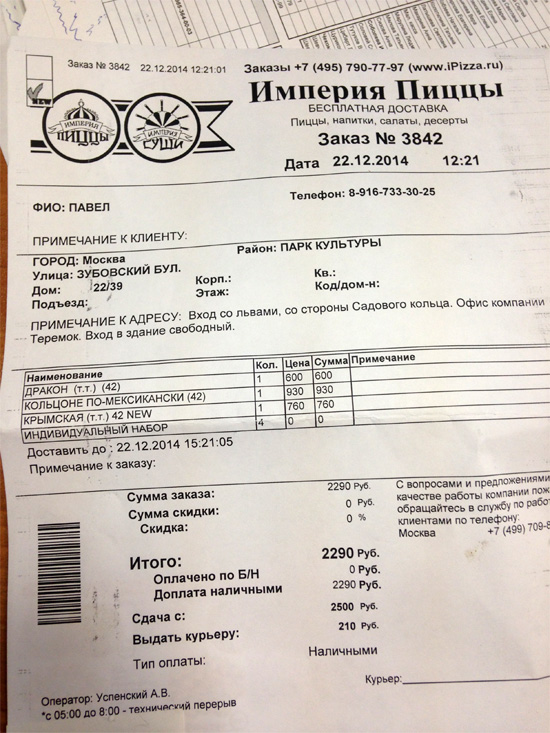 Заказ № 3842 22.12.2014 12:21:01
Заказы +7 (495) 790-77-97 (www.iPizza.ru)
Империя Пиццы
БЕСПЛАТНАЯ ДОСТАВКА
Пиццы, напитки, салаты, десерты
ИМПЕРИЯ ПИЦЦЫ
ИМПЕРИЯ СУШИ
Заказ № 3842
Дата 22.12.2014 12:21
Телефон: 8-916-733-30-25
ФИО: ПАВЕЛ
ПРИМЕЧАНИЕ К КЛИЕНТУ:
ГОРОД: Москва Район: ПАРК КУЛЬТУРЫ
Улица: ЗУБОВСКИЙ БУЛ.
Дом: 22/39 Корп.: Кв.:
Подъезд: Этаж: Код/дом-н:
ПРИМЕЧАНИЕ К АДРЕСУ: Вход со львами, со стороны Садового кольца. Офис компании
Теремок. Вход в здание свободный.
Наименование Кол. Цена Сумма Примечание
ДРАКОН (т.т.) (42) 1 600 600
КОЛЬЦОНЕ ПО-МЕКСИКАНСКИ (42) 1 930 930
КРЫМСКАЯ (т.т.) 42 NEW 1 760 760
ИНДИВИДУАЛЬНЫЙ НАБОР 4 0 0
Доставить до : 22.12.2014 15:21:05
Примечание к заказу:
Сумма заказа: 2290 Руб.
Сумма скидки: 0 Руб.
Скидка: 0 %
С вопросами и предложениями
качестве работы компании пож
обращайтесь в службу по рабо
клиентами по телефону:
Москва +7 (499) 709-8
Итого: 2290 Руб.
Оплачено по Б/Н 0 Руб.
Доплата наличными 2290 Руб.
Сдача с: 2500 Руб.
Выдать курьеру: 210 Руб.
Тип оплаты: Наличными
Курьер:
Оператор: Успенский А.В.
*с 05:00 до 8:00 - технический перерыв